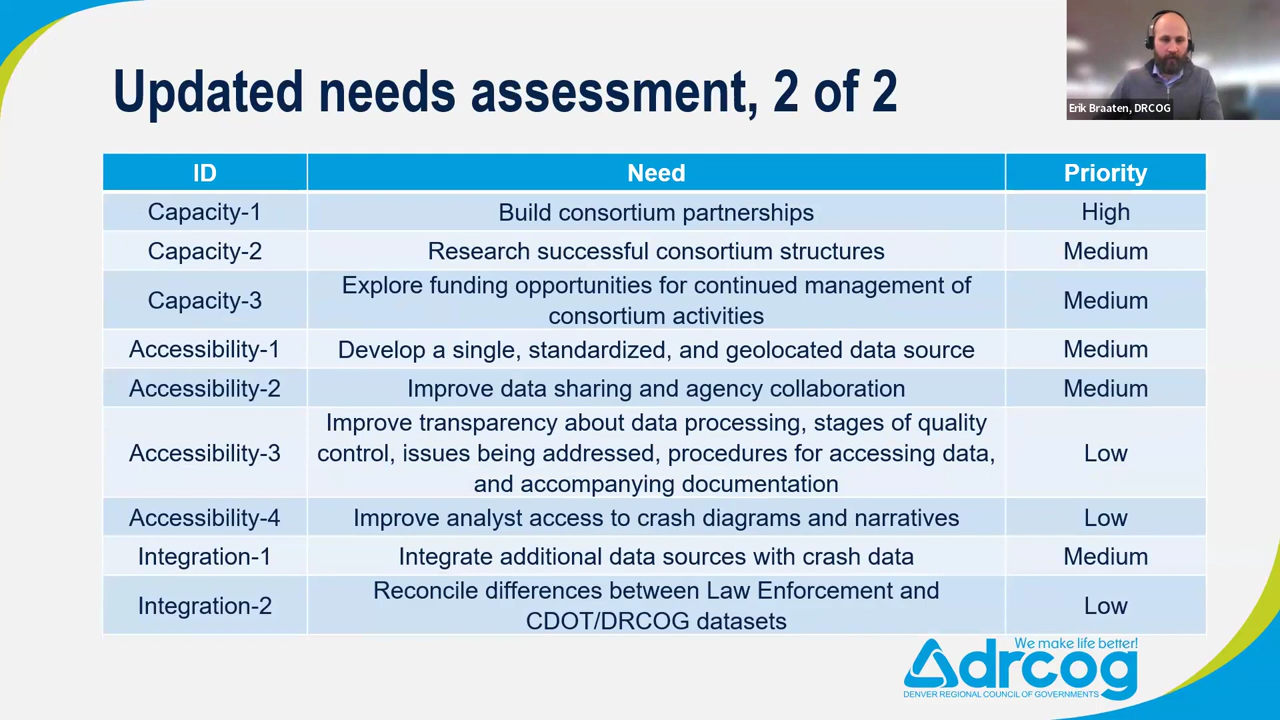 Updated needs assessment, 2 of 2
Erik Braaten, DRCOG
ID Need Priority
Capacity-1 Build consortium partnerships High
Capacity-2 Research successful consortium structures Medium
Capacity-3 Explore funding opportunities for continued management of
consortium activities Medium
Accessibility-1 Develop a single, standardized, and geolocated data source Medium
Accessibility-2 Improve data sharing and agency collaboration Medium
Accessibility-3 Improve transparency about data processing, stages of quality
control, issues being addressed, procedures for accessing data,
and accompanying documentation Low
Accessibility-4 Improve analyst access to crash diagrams and narratives Low
Integration-1 Integrate additional data sources with crash data Medium
Integration-2 Reconcile differences between Law Enforcement and
CDOT/DRCOG datasets Low
We make life better!
drcog
DENVER REGIONAL COUNCIL OF GOVERNMENTS